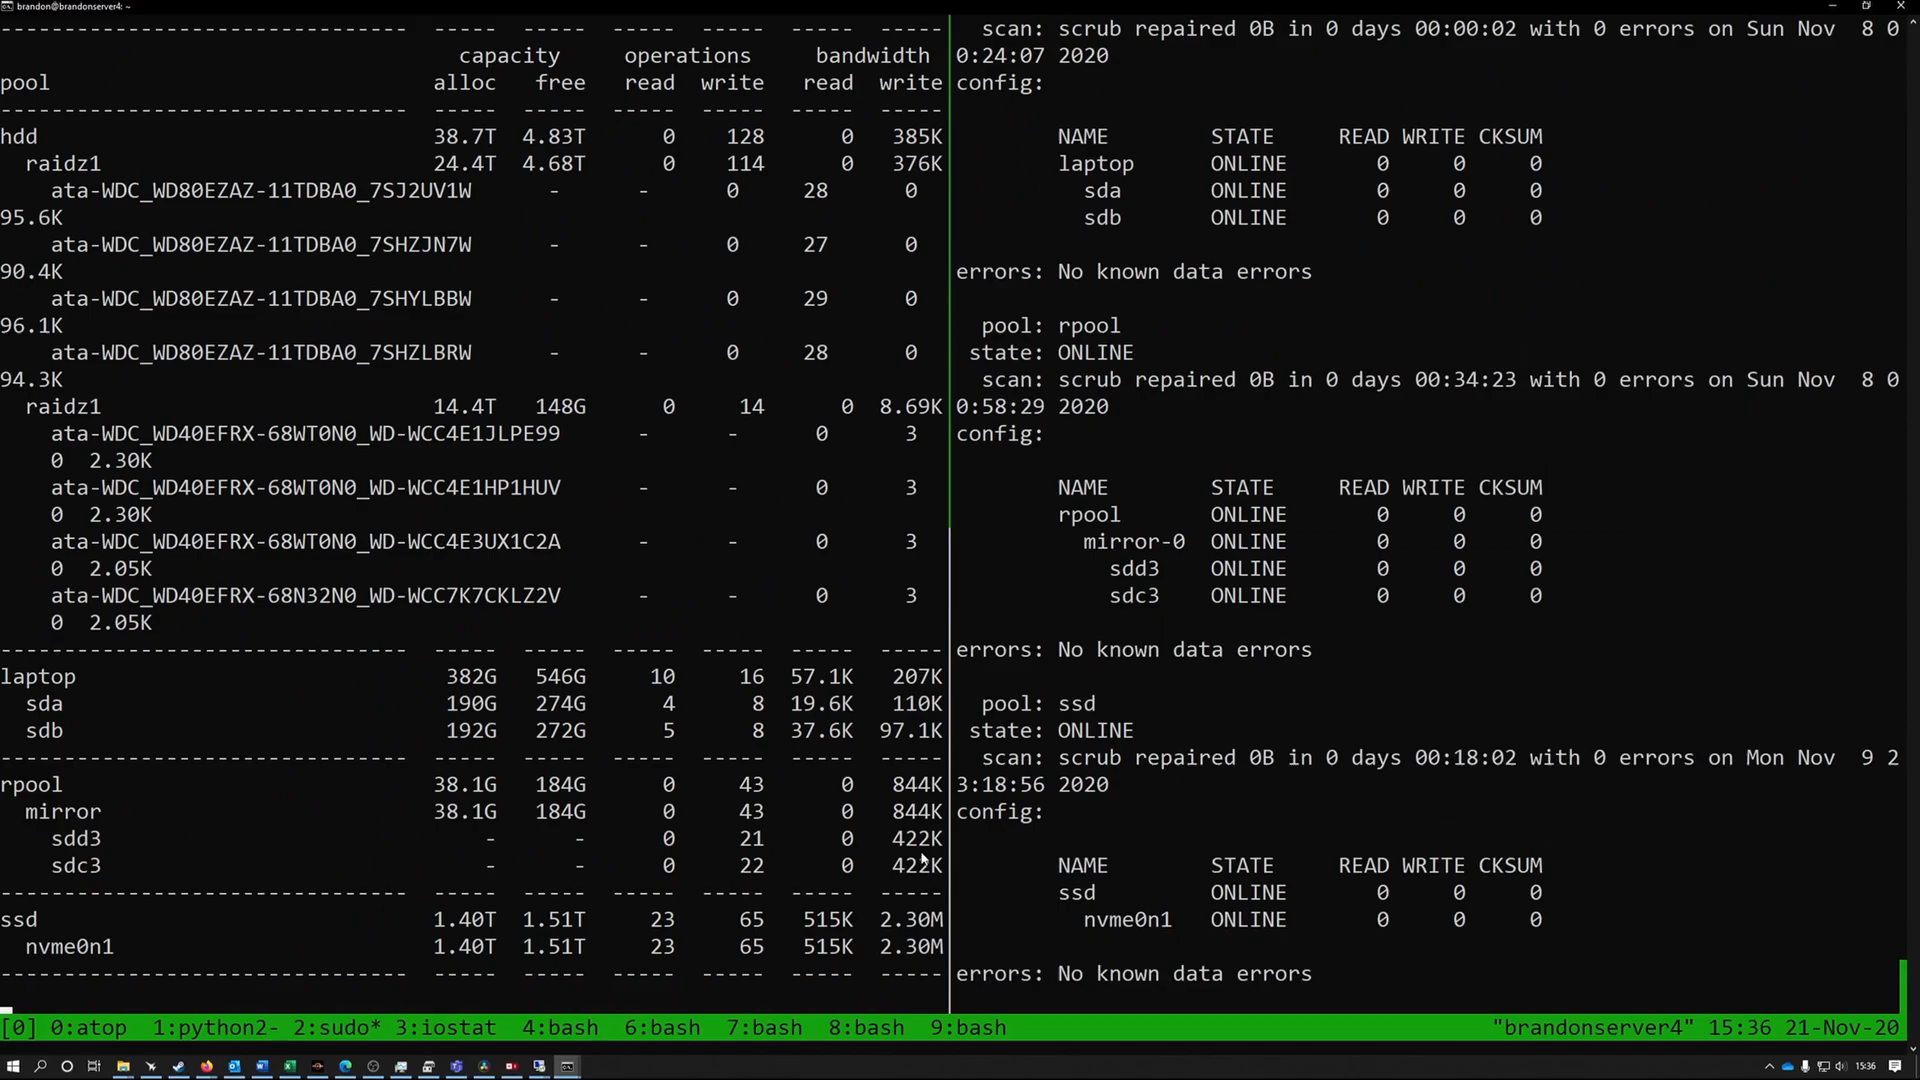 brandon@brandonserver4: ~
------------------------------- ----- ----- ----- ----- ----- -----
capacity operations bandwidth
pool alloc free read write read write
------------------------------- ----- ----- ----- ----- ----- -----
hdd 38.7T 4.83T 0 128 0 385K
raidz1 24.4T 4.68T 0 114 0 376K
ata-WDC_WD80EZAZ-11TDBA0_7SJ2UV1W - - 0 28 0
95.6K
ata-WDC_WD80EZAZ-11TDBA0_7SHZJN7W - - 0 27 0
90.4K
ata-WDC_WD80EZAZ-11TDBA0_7SHYLBBW - - 0 29 0
96.1K
ata-WDC_WD80EZAZ-11TDBA0_7SHZLBRW - - 0 28 0
94.3K
raidz1 14.4T 148G 0 14 0 8.69K
ata-WDC_WD40EFRX-68WT0N0_WD-WCC4E1JLPE99 - - 0 3
0 2.30K
ata-WDC_WD40EFRX-68WT0N0_WD-WCC4E1HP1HUV - - 0 3
0 2.30K
ata-WDC_WD40EFRX-68WT0N0_WD-WCC4E3UX1C2A - - 0 3
0 2.05K
ata-WDC_WD40EFRX-68N32N0_WD-WCC7K7CKLZ2V - - 0 3
0 2.05K
------------------------------- ----- ----- ----- ----- ----- -----
laptop 382G 546G 10 16 57.1K 207K
sda 190G 274G 4 8 19.6K 110K
sdb 192G 272G 5 8 37.6K 97.1K
------------------------------- ----- ----- ----- ----- ----- -----
rpool 38.1G 184G 0 43 0 844K
mirror 38.1G 184G 0 43 0 844K
sdd3 - - 0 21 0 422K
sdc3 - - 0 22 0 422K
------------------------------- ----- ----- ----- ----- ----- -----
ssd 1.40T 1.51T 23 65 515K 2.30M
nvme0n1 1.40T 1.51T 23 65 515K 2.30M
------------------------------- ----- ----- ----- ----- ----- -----
scan: scrub repaired 0B in 0 days 00:00:02 with 0 errors on Sun Nov 8 0
0:24:07 2020
config:
NAME STATE READ WRITE CKSUM
laptop ONLINE 0 0 0
sda ONLINE 0 0 0
sdb ONLINE 0 0 0
errors: No known data errors
pool: rpool
state: ONLINE
scan: scrub repaired 0B in 0 days 00:34:23 with 0 errors on Sun Nov 8 0
0:58:29 2020
config:
NAME STATE READ WRITE CKSUM
rpool ONLINE 0 0 0
mirror-0 ONLINE 0 0 0
sdd3 ONLINE 0 0 0
sdc3 ONLINE 0 0 0
errors: No known data errors
pool: ssd
state: ONLINE
scan: scrub repaired 0B in 0 days 00:18:02 with 0 errors on Mon Nov 9 2
3:18:56 2020
config:
NAME STATE READ WRITE CKSUM
ssd ONLINE 0 0 0
nvme0n1 ONLINE 0 0 0
errors: No known data errors
[0] 0:atop 1:python2- 2:sudo* 3:iostat 4:bash 6:bash 7:bash 8:bash 9:bash "brandonserver4" 15:36 21-Nov-20
15:36